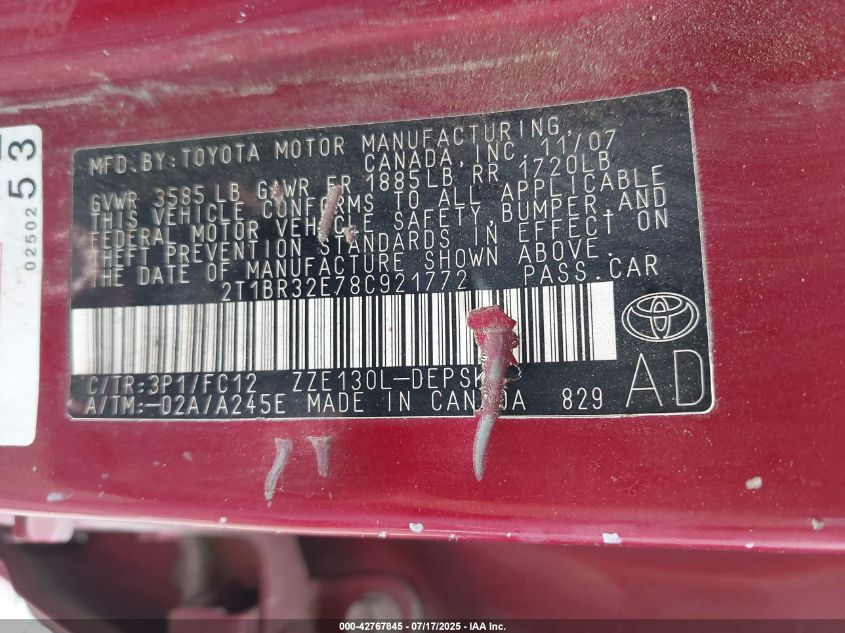 53
02502
MFD.BY:TOYOTA MOTOR MANUFACTURING,
CANADA,INC. 11/07
GVWR 3585 LB GAWR FR 1885LB RR 1720LB
THIS VEHICLE CONFORMS TO ALL APPLICABLE
FEDERAL MOTOR VEHICLE SAFETY,BUMPER,AND
THEFT PREVENTION STANDARDS IN EFFECT ON
THE DATE OF MANUFACTURE SHOWN ABOVE.
2T1BR32E78C921772 PASS.CAR
C/TR:3P1/FC12 ZZE130L-DEPSK
A/TM:-02A/A245E MADE IN CANADA 829
AD
000-42767845 / 07/17/2025 / IAA Inc.